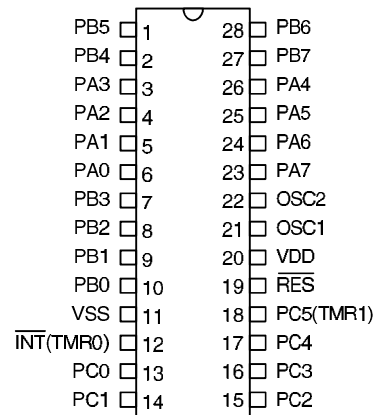 PB5 1 28 PB6
PB4 2 27 PB7
PA3 3 26 PA4
PA2 4 25 PA5
PA1 5 24 PA6
PA0 6 23 PA7
PB3 7 22 OSC2
PB2 8 21 OSC1
PB1 9 20 VDD
PB0 10 19 R̅E̅S̅
VSS 11 18 PC5(TMR1)
I̅N̅T̅(TMR0) 12 17 PC4
PC0 13 16 PC3
PC1 14 15 PC2